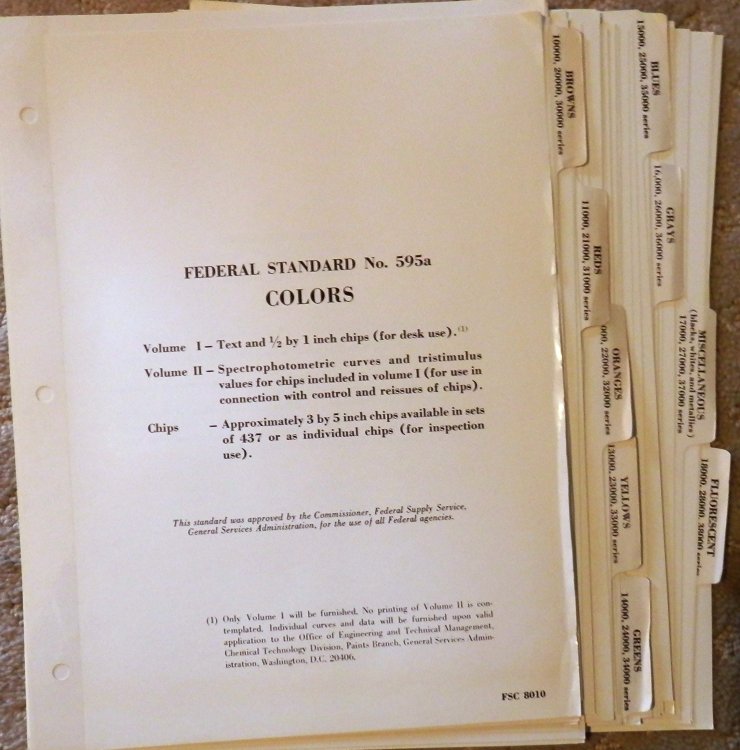 FEDERAL STANDARD No. 595a
COLORS
Volume I – Text and ½ by 1 inch chips (for desk use).(1)
Volume II – Spectrophotometric curves and tristimulus
values for chips included in volume I (for use in
connection with control and reissues of chips).
Chips – Approximately 3 by 5 inch chips available in sets
of 437 or as individual chips (for inspection
use).
This standard was approved by the Commissioner, Federal Supply Service,
General Services Administration, for the use of all Federal agencies.
(1) Only Volume I will be furnished. No printing of Volume II is con-
templated. Individual curves and data will be furnished upon valid
application to the Office of Engineering and Technical Management,
Chemical Technology Division, Paints Branch, General Services Admin-
istration, Washington, D.C. 20406.
FSC 8010
BROWNS
10000, 20000, 30000 series
REDS
11000, 21000, 31000 series
ORANGES
000, 22000, 32000 series
YELLOWS
13000, 23000, 33000 series
GREENS
14000, 24000, 34000 series
BLUES
15000, 25000, 35000 series
GRAYS
16,000, 26000, 36000 series
MISCELLANEOUS
(blacks, whites, and metallics)
17000, 27000, 37000 series
FLUORESCENT
18000, 28000, 38000 series